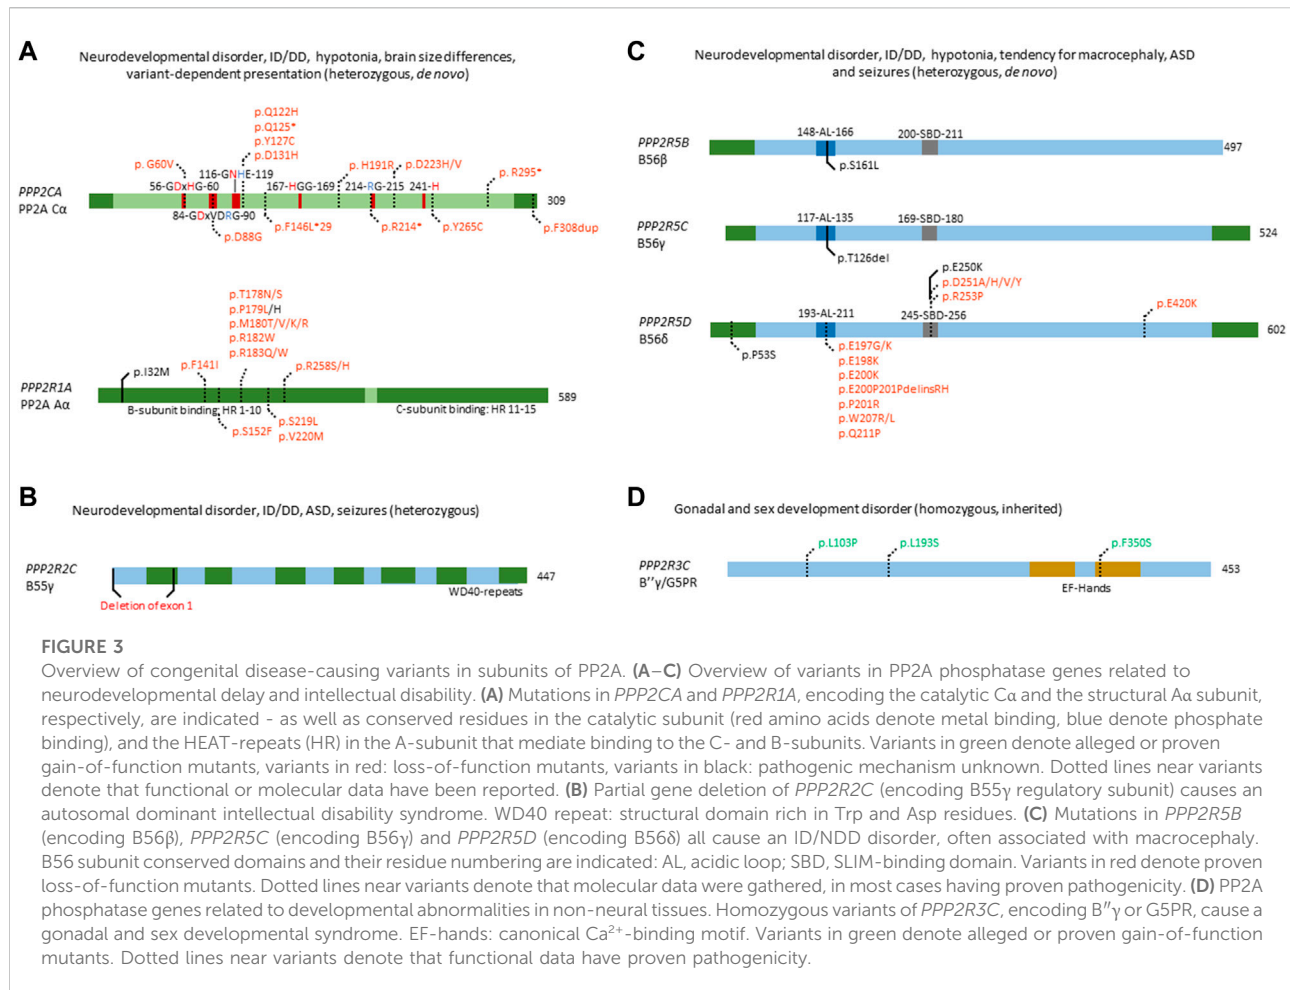 A
Neurodevelopmental disorder, ID/DD, hypotonia, brain size differences,
variant-dependent presentation (heterozygous, de novo)
p.Q122H
p.Q125*
p.Y127C
p.D131H
p. G60V
116-GNHE-119
p. H191R
p.D223H/V
p. R295*
56-GDxHG-60
167-HGG-169
214-RG-215
241-H
PPP2CA
PP2A Cα
309
84-GDxVDRG-90
p.D88G
p.F146L*29
p.R214*
p.Y265C
p.F308dup
p.T178N/S
p.P179L/H
p.M180T/V/K/R
p.R182W
p.R183Q/W
p.I32M
p.F141I
p.R258S/H
PPP2R1A
PP2A Aα
589
B-subunit binding: HR 1-10
C-subunit binding: HR 11-15
p.S152F
p.S219L
p.V220M
B
Neurodevelopmental disorder, ID/DD, ASD, seizures (heterozygous)
PPP2R2C
B55γ
447
WD40-repeats
Deletion of exon 1
C
Neurodevelopmental disorder, ID/DD, hypotonia, tendency for macrocephaly, ASD
and seizures (heterozygous, de novo)
148-AL-166
200-SBD-211
PPP2R5B
B56β
497
p.S161L
117-AL-135
169-SBD-180
PPP2R5C
B56γ
524
p.T126del
p.E250K
p.D251A/H/V/Y
p.R253P
p.E420K
193-AL-211
245-SBD-256
PPP2R5D
B56δ
602
p.P53S
p.E197G/K
p.E198K
p.E200K
p.E200P201PdelinsRH
p.P201R
p.W207R/L
p.Q211P
D
Gonadal and sex development disorder (homozygous, inherited)
p.L103P
p.L193S
p.F350S
PPP2R3C
B''γ/G5PR
453
EF-Hands
FIGURE 3
Overview of congenital disease-causing variants in subunits of PP2A. (A–C) Overview of variants in PP2A phosphatase genes related to
neurodevelopmental delay and intellectual disability. (A) Mutations in PPP2CA and PPP2R1A, encoding the catalytic Cα and the structural Aα subunit,
respectively, are indicated - as well as conserved residues in the catalytic subunit (red amino acids denote metal binding, blue denote phosphate
binding), and the HEAT-repeats (HR) in the A-subunit that mediate binding to the C- and B-subunits. Variants in green denote alleged or proven
gain-of-function mutants, variants in red: loss-of-function mutants, variants in black: pathogenic mechanism unknown. Dotted lines near variants
denote that functional or molecular data have been reported. (B) Partial gene deletion of PPP2R2C (encoding B55γ regulatory subunit) causes an
autosomal dominant intellectual disability syndrome. WD40 repeat: structural domain rich in Trp and Asp residues. (C) Mutations in PPP2R5B
(encoding B56β), PPP2R5C (encoding B56γ) and PPP2R5D (encoding B56δ) all cause an ID/NDD disorder, often associated with macrocephaly.
B56 subunit conserved domains and their residue numbering are indicated: AL, acidic loop; SBD, SLIM-binding domain. Variants in red denote proven
loss-of-function mutants. Dotted lines near variants denote that molecular data were gathered, in most cases having proven pathogenicity. (D) PP2A
phosphatase genes related to developmental abnormalities in non-neural tissues. Homozygous variants of PPP2R3C, encoding B″γ or G5PR, cause a
gonadal and sex developmental syndrome. EF-hands: canonical Ca2+-binding motif. Variants in green denote alleged or proven gain-of-function
mutants. Dotted lines near variants denote that functional data have proven pathogenicity.